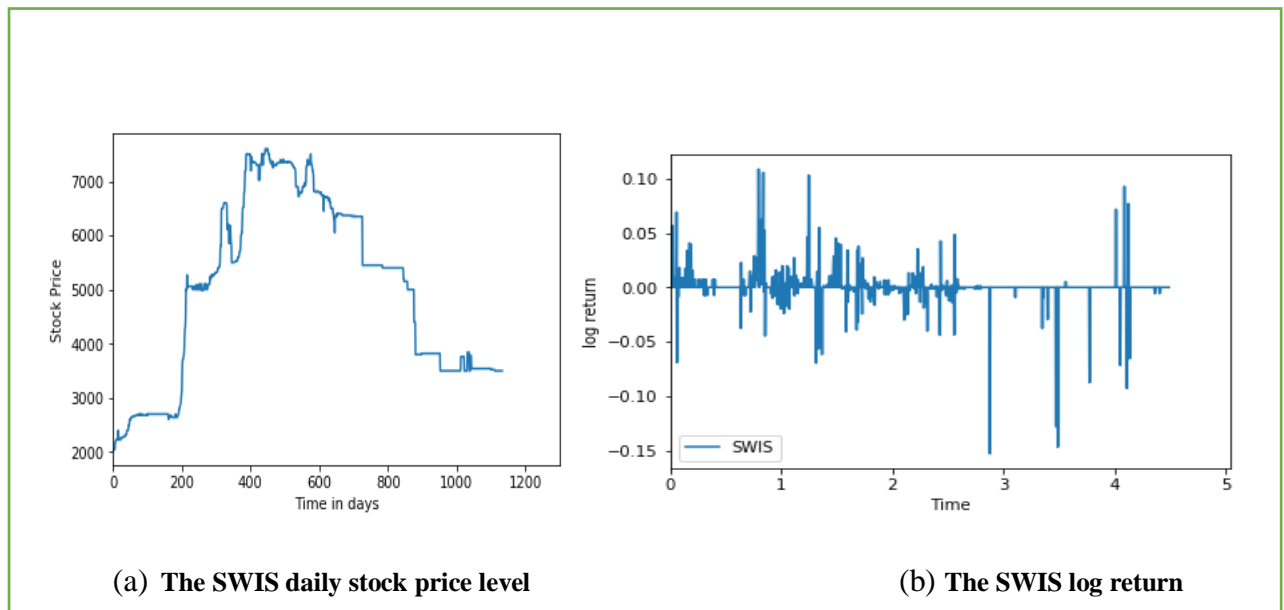 7000
6000
5000
4000
3000
2000
Stock Price
0 200 400 600 800 1000 1200
Time in days
0.10
0.05
0.00
−0.05
−0.10
−0.15
log return
SWIS
0 1 2 3 4 5
Time
(a) The SWIS daily stock price level
(b) The SWIS log return